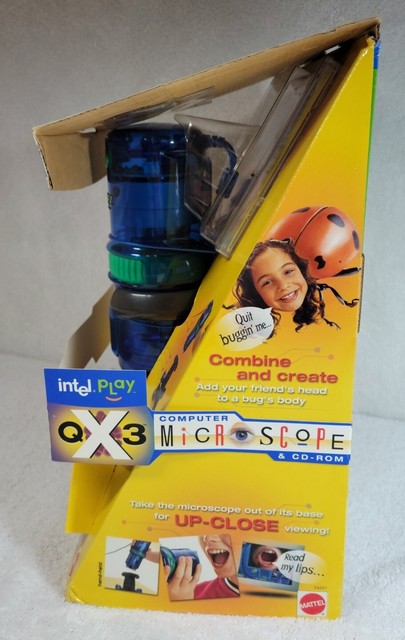 Quit
buggin' me...
Combine
and create
Add your friend's head
to a bug's body
intel PLAY
QX3
COMPUTER
MiCROSCOPE
& CD-ROM
Take the microscope out of its base
for UP-CLOSE viewing!
Read
my lips...
MATTEL